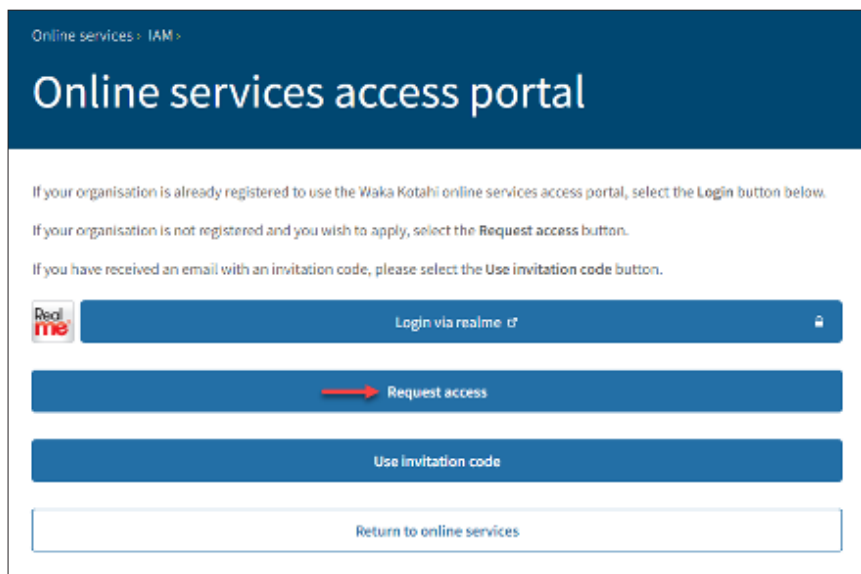 Online services › IAM ›
Online services access portal
If your organisation is already registered to use the Waka Kotahi online services access portal, select the Login button below.
If your organisation is not registered and you wish to apply, select the Request access button.
If you have received an email with an invitation code, please select the Use invitation code button.
Real
me
Login via realme
Request access
Use invitation code
Return to online services